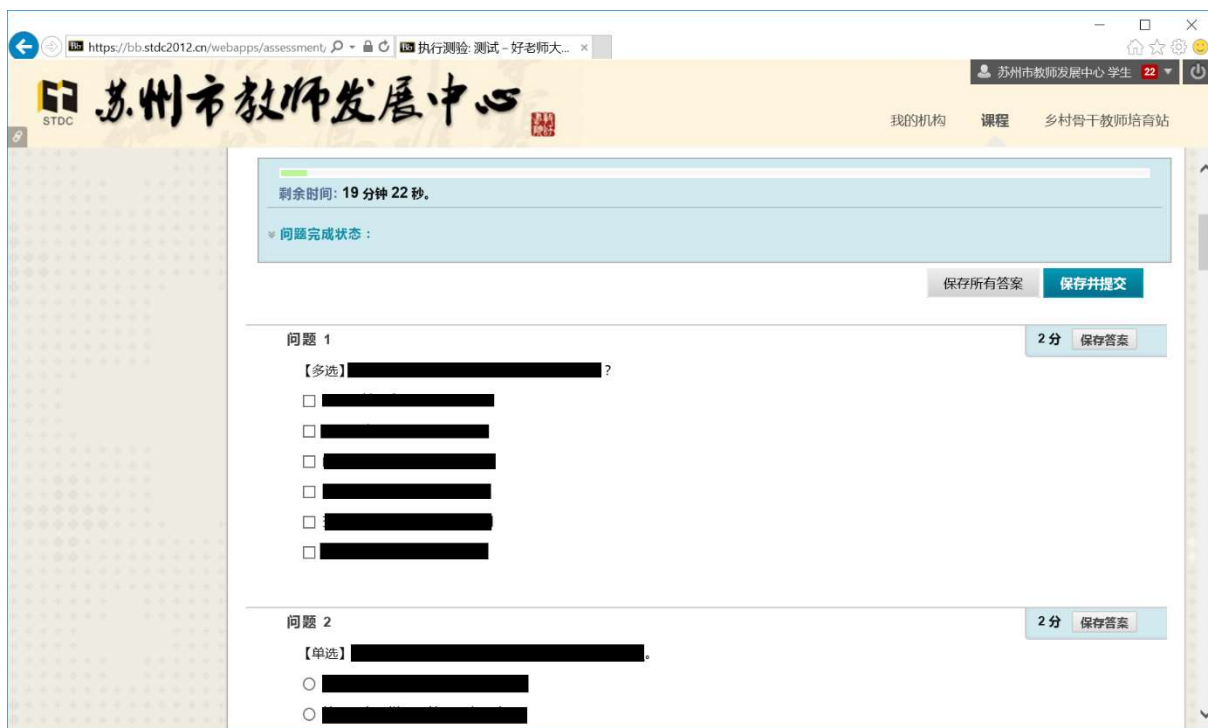 https://bb.stdc2012.cn/webapps/assessment/
Bb 执行测验: 测试 – 好老师大...
苏州市教师发展中心 学生 22
STDC 苏州市教师发展中心
我的机构 课程 乡村骨干教师培育站
剩余时间: 19 分钟 22 秒。
问题完成状态：
保存所有答案 保存并提交
问题 1 2 分 保存答案
【多选】 ?
问题 2 2 分 保存答案
【单选】 。